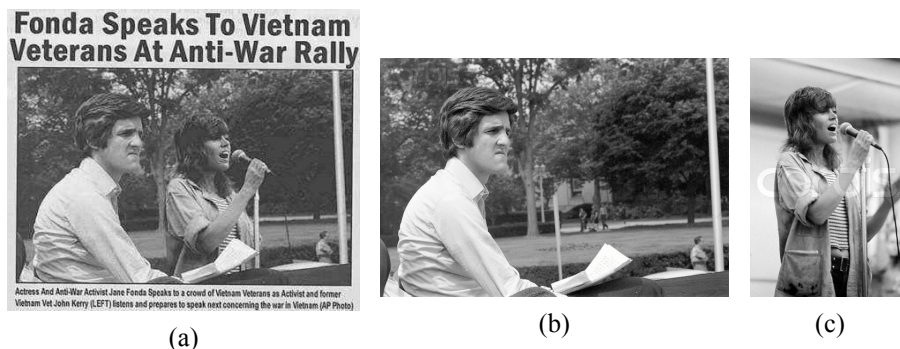 Fonda Speaks To Vietnam
Veterans At Anti-War Rally
Actress And Anti-War Activist Jane Fonda Speaks to a crowd of Vietnam Veterans as Activist and former
Vietnam Vet John Kerry (LEFT) listens and prepares to speak next concerning the war in Vietnam (AP Photo)
(a)
corbis
(b)
corbis
(c)